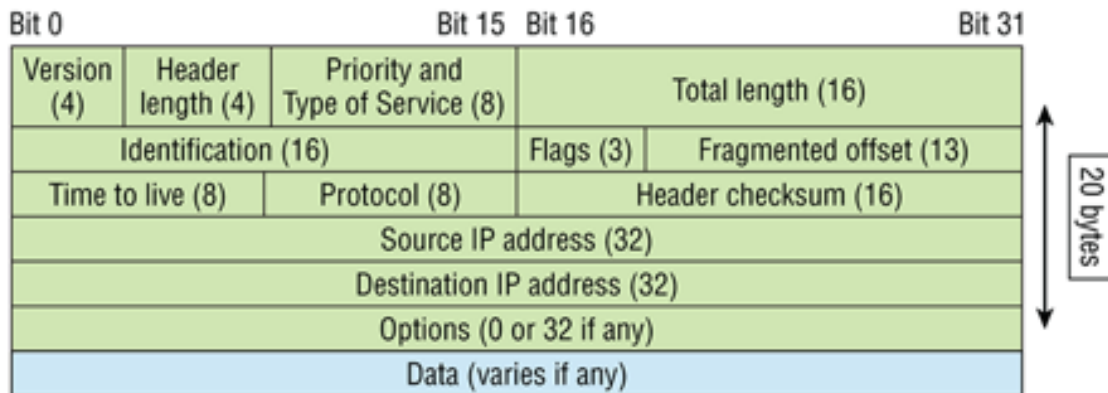 Bit 0 Bit 15 Bit 16 Bit 31
Version Header Priority and Total length (16)
(4) length (4) Type of Service (8)
Identification (16) Flags (3) Fragmented offset (13)
Time to live (8) Protocol (8) Header checksum (16)
Source IP address (32)
Destination IP address (32)
Options (0 or 32 if any)
Data (varies if any)
20 bytes